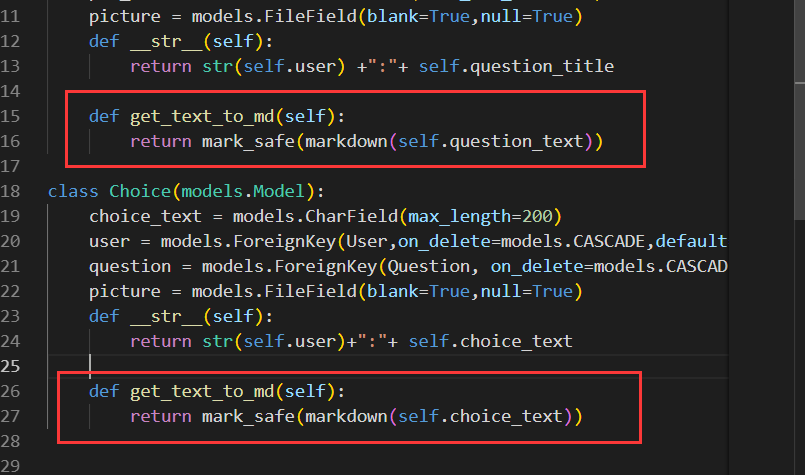 11 picture = models.FileField(blank=True,null=True)
12 def __str__(self):
13 return str(self.user) +":"+ self.question_title
14
15 def get_text_to_md(self):
16 return mark_safe(markdown(self.question_text))
17
18 class Choice(models.Model):
19 choice_text = models.CharField(max_length=200)
20 user = models.ForeignKey(User,on_delete=models.CASCADE,default
21 question = models.ForeignKey(Question, on_delete=models.CASCAD
22 picture = models.FileField(blank=True,null=True)
23 def __str__(self):
24 return str(self.user)+":"+ self.choice_text
25
26 def get_text_to_md(self):
27 return mark_safe(markdown(self.choice_text))
28
29